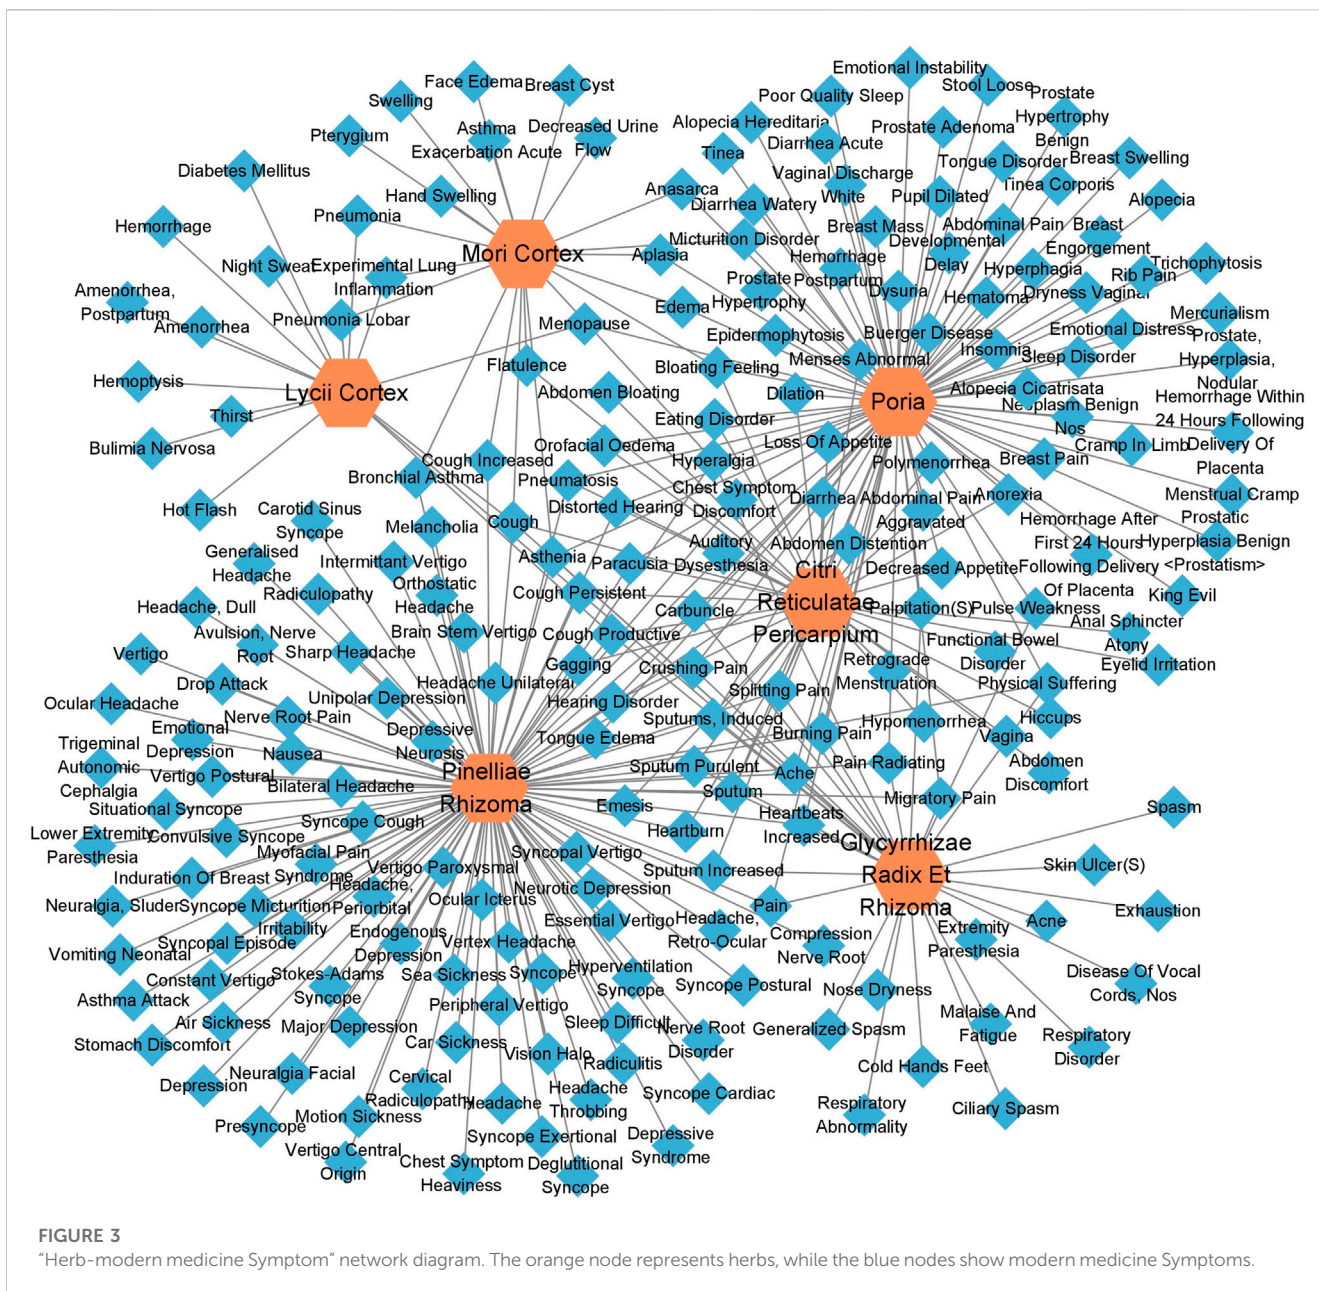 Emotional Instability
Face Edema
Breast Cyst
Stool Loose
Swelling
Poor Quality Sleep
Prostate
Hypertrophy
Benign
Pterygium
Asthma
Exacerbation Acute
Decreased Urine
Flow
Alopecia Hereditaria
Diarrhea Acute
Prostate Adenoma
Tinea
Tongue Disorder
Breast Swelling
Diabetes Mellitus
Vaginal Discharge
White
Hand Swelling
Anasarca
Pupil Dilated
Tinea Corporis
Alopecia
Diarrhea Watery
Hemorrhage
Pneumonia
Micturition Disorder
Breast Mass
Abdominal Pain
Breast
Engorgement
Mori Cortex
Aplasia
Developmental
Delay
Hemorrhage
Postpartum
Night Sweat
Experimental Lung
Inflammation
Hyperphagia
Rib Pain
Trichophytosis
Prostate
Hypertrophy
Dysuria
Hematoma
Dryness Vaginal
Amenorrhea,
Postpartum
Amenorrhea
Pneumonia Lobar
Menopause
Edema
Epidermophytosis
Buerger Disease
Emotional Distress
Mercurialism
Prostate,
Hyperplasia,
Nodular
Insomnia
Sleep Disorder
Flatulence
Bloating Feeling
Menses Abnormal
Hemoptysis
Lycii Cortex
Abdomen Bloating
Dilation
Poria
Alopecia Cicatrisata
Neoplasm Benign
Nos
Hemorrhage Within
24 Hours Following
Delivery Of
Placenta
Thirst
Eating Disorder
Bulimia Nervosa
Orofacial Oedema
Loss Of Appetite
Cramp In Limb
Cough Increased
Hyperalgia
Polymenorrhea
Breast Pain
Bronchial Asthma
Pneumatosis
Chest Symptom
Discomfort
Diarrhea
Abdominal Pain
Aggravated
Anorexia
Menstrual Cramp
Hot Flash
Carotid Sinus
Syncope
Melancholia
Cough
Distorted Hearing
Prostatic
Hyperplasia Benign
<Prostatism>
Hemorrhage After
First 24 Hours
Following Delivery
Of Placenta
Generalised
Headache
Intermittant Vertigo
Asthenia
Paracusia
Auditory
Dysesthesia
Abdomen Distention
Decreased Appetite
Citri
Reticulatae
Pericarpium
Radiculopathy
Orthostatic
Headache
Cough Persistent
Headache, Dull
Carbuncle
Palpitation(S)
Pulse Weakness
King Evil
Avulsion, Nerve
Root
Brain Stem Vertigo
Cough Productive
Anal Sphincter
Atony
Vertigo
Sharp Headache
Functional Bowel
Disorder
Gagging
Crushing Pain
Retrograde
Menstruation
Eyelid Irritation
Drop Attack
Headache Unilateral
Splitting Pain
Physical Suffering
Ocular Headache
Unipolar Depression
Hearing Disorder
Nerve Root Pain
Sputums, Induced
Hypomenorrhea
Hiccups
Emotional
Depression
Depressive
Neurosis
Tongue Edema
Burning Pain
Vagina
Trigeminal
Autonomic
Cephalgia
Nausea
Sputum Purulent
Ache
Pain Radiating
Abdomen
Discomfort
Vertigo Postural
Bilateral Headache
Pinelliae
Rhizoma
Sputum
Migratory Pain
Situational Syncope
Emesis
Heartbeats
Increased
Spasm
Syncope Cough
Lower Extremity
Paresthesia
Convulsive Syncope
Heartburn
Glycyrrhizae
Radix Et
Rhizoma
Myofacial Pain
Syndrome
Syncopal Vertigo
Vertigo Paroxysmal
Skin Ulcer(S)
Induration Of Breast
Sputum Increased
Headache,
Periorbital
Neurotic Depression
Neuralgia, Sluder
Syncope Micturition
Ocular Icterus
Pain
Exhaustion
Acne
Irritability
Essential Vertigo
Headache,
Retro-Ocular
Extremity
Paresthesia
Endogenous
Depression
Vertex Headache
Compression
Nerve Root
Vomiting Neonatal
Syncopal Episode
Stokes-Adams
Syncope
Sea Sickness
Syncope
Hyperventilation
Syncope
Disease Of Vocal
Cords, Nos
Constant Vertigo
Syncope Postural
Nose Dryness
Asthma Attack
Peripheral Vertigo
Air Sickness
Major Depression
Sleep Difficult
Nerve Root
Disorder
Generalized Spasm
Malaise And
Fatigue
Respiratory
Disorder
Stomach Discomfort
Car Sickness
Vision Halo
Radiculitis
Cold Hands Feet
Depression
Neuralgia Facial
Cervical
Radiculopathy
Headache
Headache
Throbbing
Syncope Cardiac
Respiratory
Abnormality
Ciliary Spasm
Presyncope
Motion Sickness
Syncope Exertional
Depressive
Syndrome
Vertigo Central
Origin
Chest Symptom
Heaviness
Deglutitional
Syncope
FIGURE 3
“Herb-modern medicine Symptom” network diagram. The orange node represents herbs, while the blue nodes show modern medicine Symptoms.